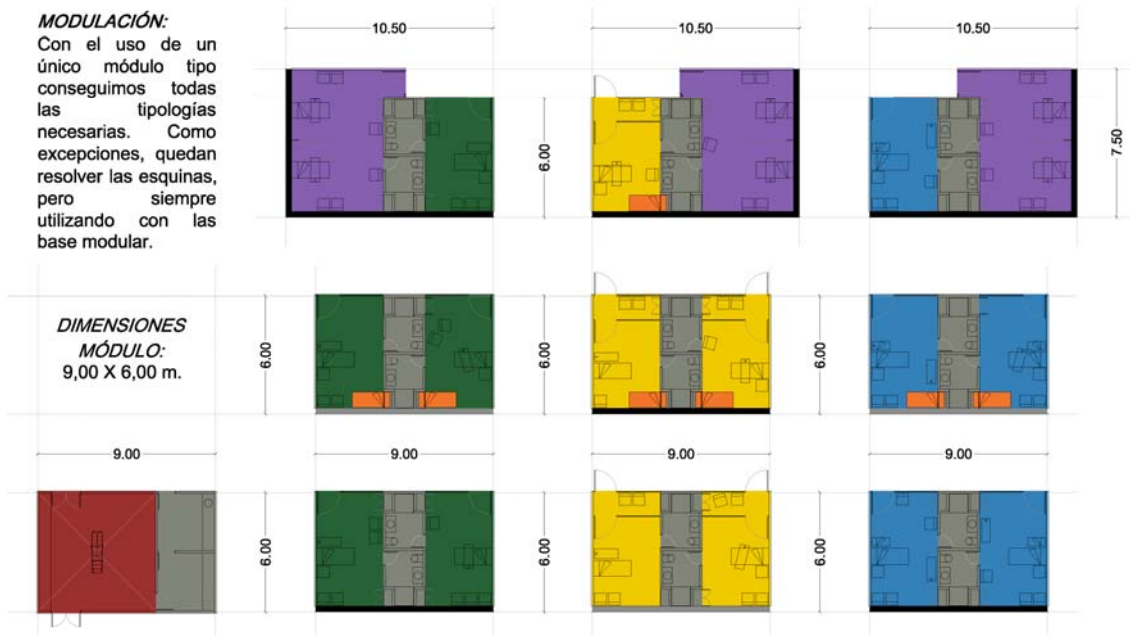 MODULACIÓN:
Con el uso de un
único módulo tipo
conseguimos todas
las tipologías
necesarias. Como
excepciones, quedan
resolver las esquinas,
pero siempre
utilizando con las
base modular.
10.50
10.50
10.50
6.00
7.50
DIMENSIONES
MÓDULO:
9,00 X 6,00 m.
6.00
6.00
6.00
9.00
9.00
9.00
9.00
6.00
6.00
6.00